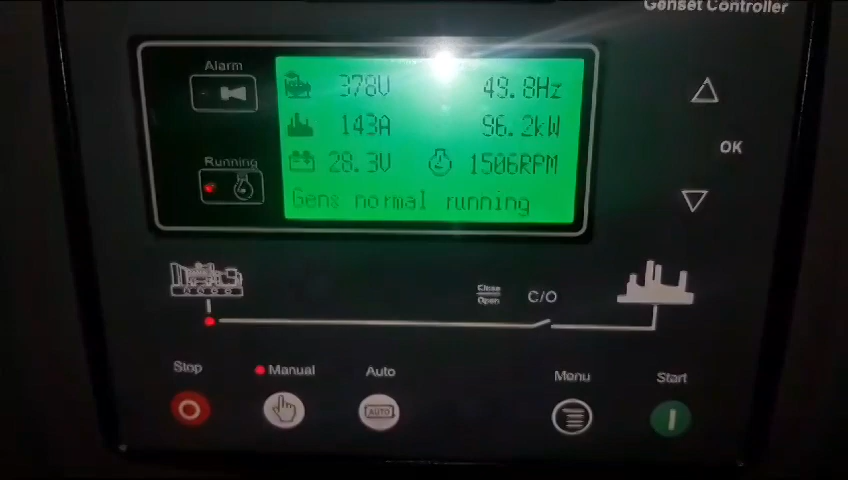 Genset Controller
Alarm
378V 49.8Hz
143A 96.2kW
Running
28.3V 1506RPM
Gens normal running
OK
Close
Open
C/O
Stop
Manual
Auto
AUTO
Menu
Start